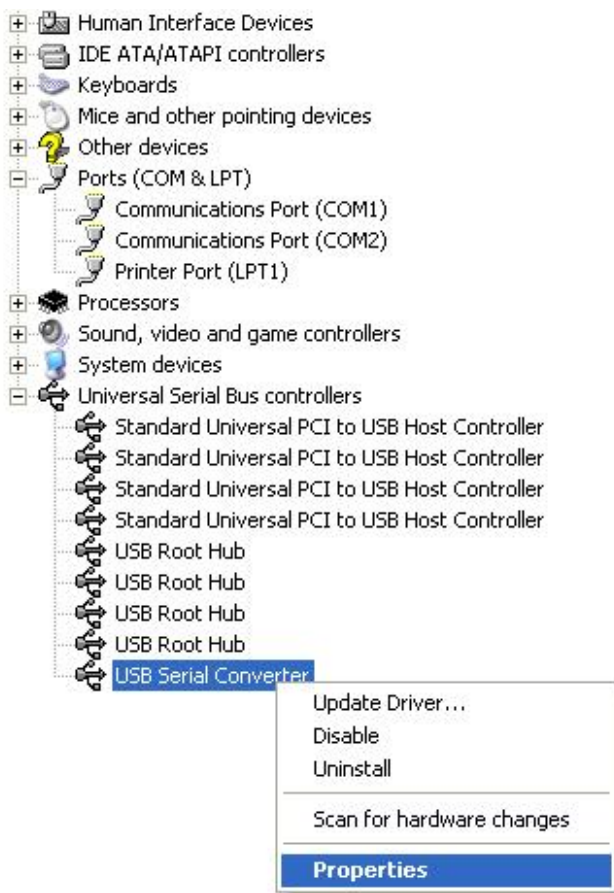 Human Interface Devices
IDE ATA/ATAPI controllers
Keyboards
Mice and other pointing devices
Other devices
Ports (COM & LPT)
Communications Port (COM1)
Communications Port (COM2)
Printer Port (LPT1)
Processors
Sound, video and game controllers
System devices
Universal Serial Bus controllers
Standard Universal PCI to USB Host Controller
Standard Universal PCI to USB Host Controller
Standard Universal PCI to USB Host Controller
Standard Universal PCI to USB Host Controller
USB Root Hub
USB Root Hub
USB Root Hub
USB Root Hub
USB Serial Converter
Update Driver...
Disable
Uninstall
Scan for hardware changes
Properties